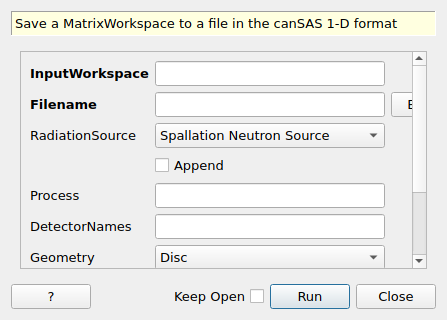 Save a MatrixWorkspace to a file in the canSAS 1-D format
InputWorkspace
Filename
RadiationSource Spallation Neutron Source
Append
Process
DetectorNames
Geometry Disc
? Keep Open Run Close